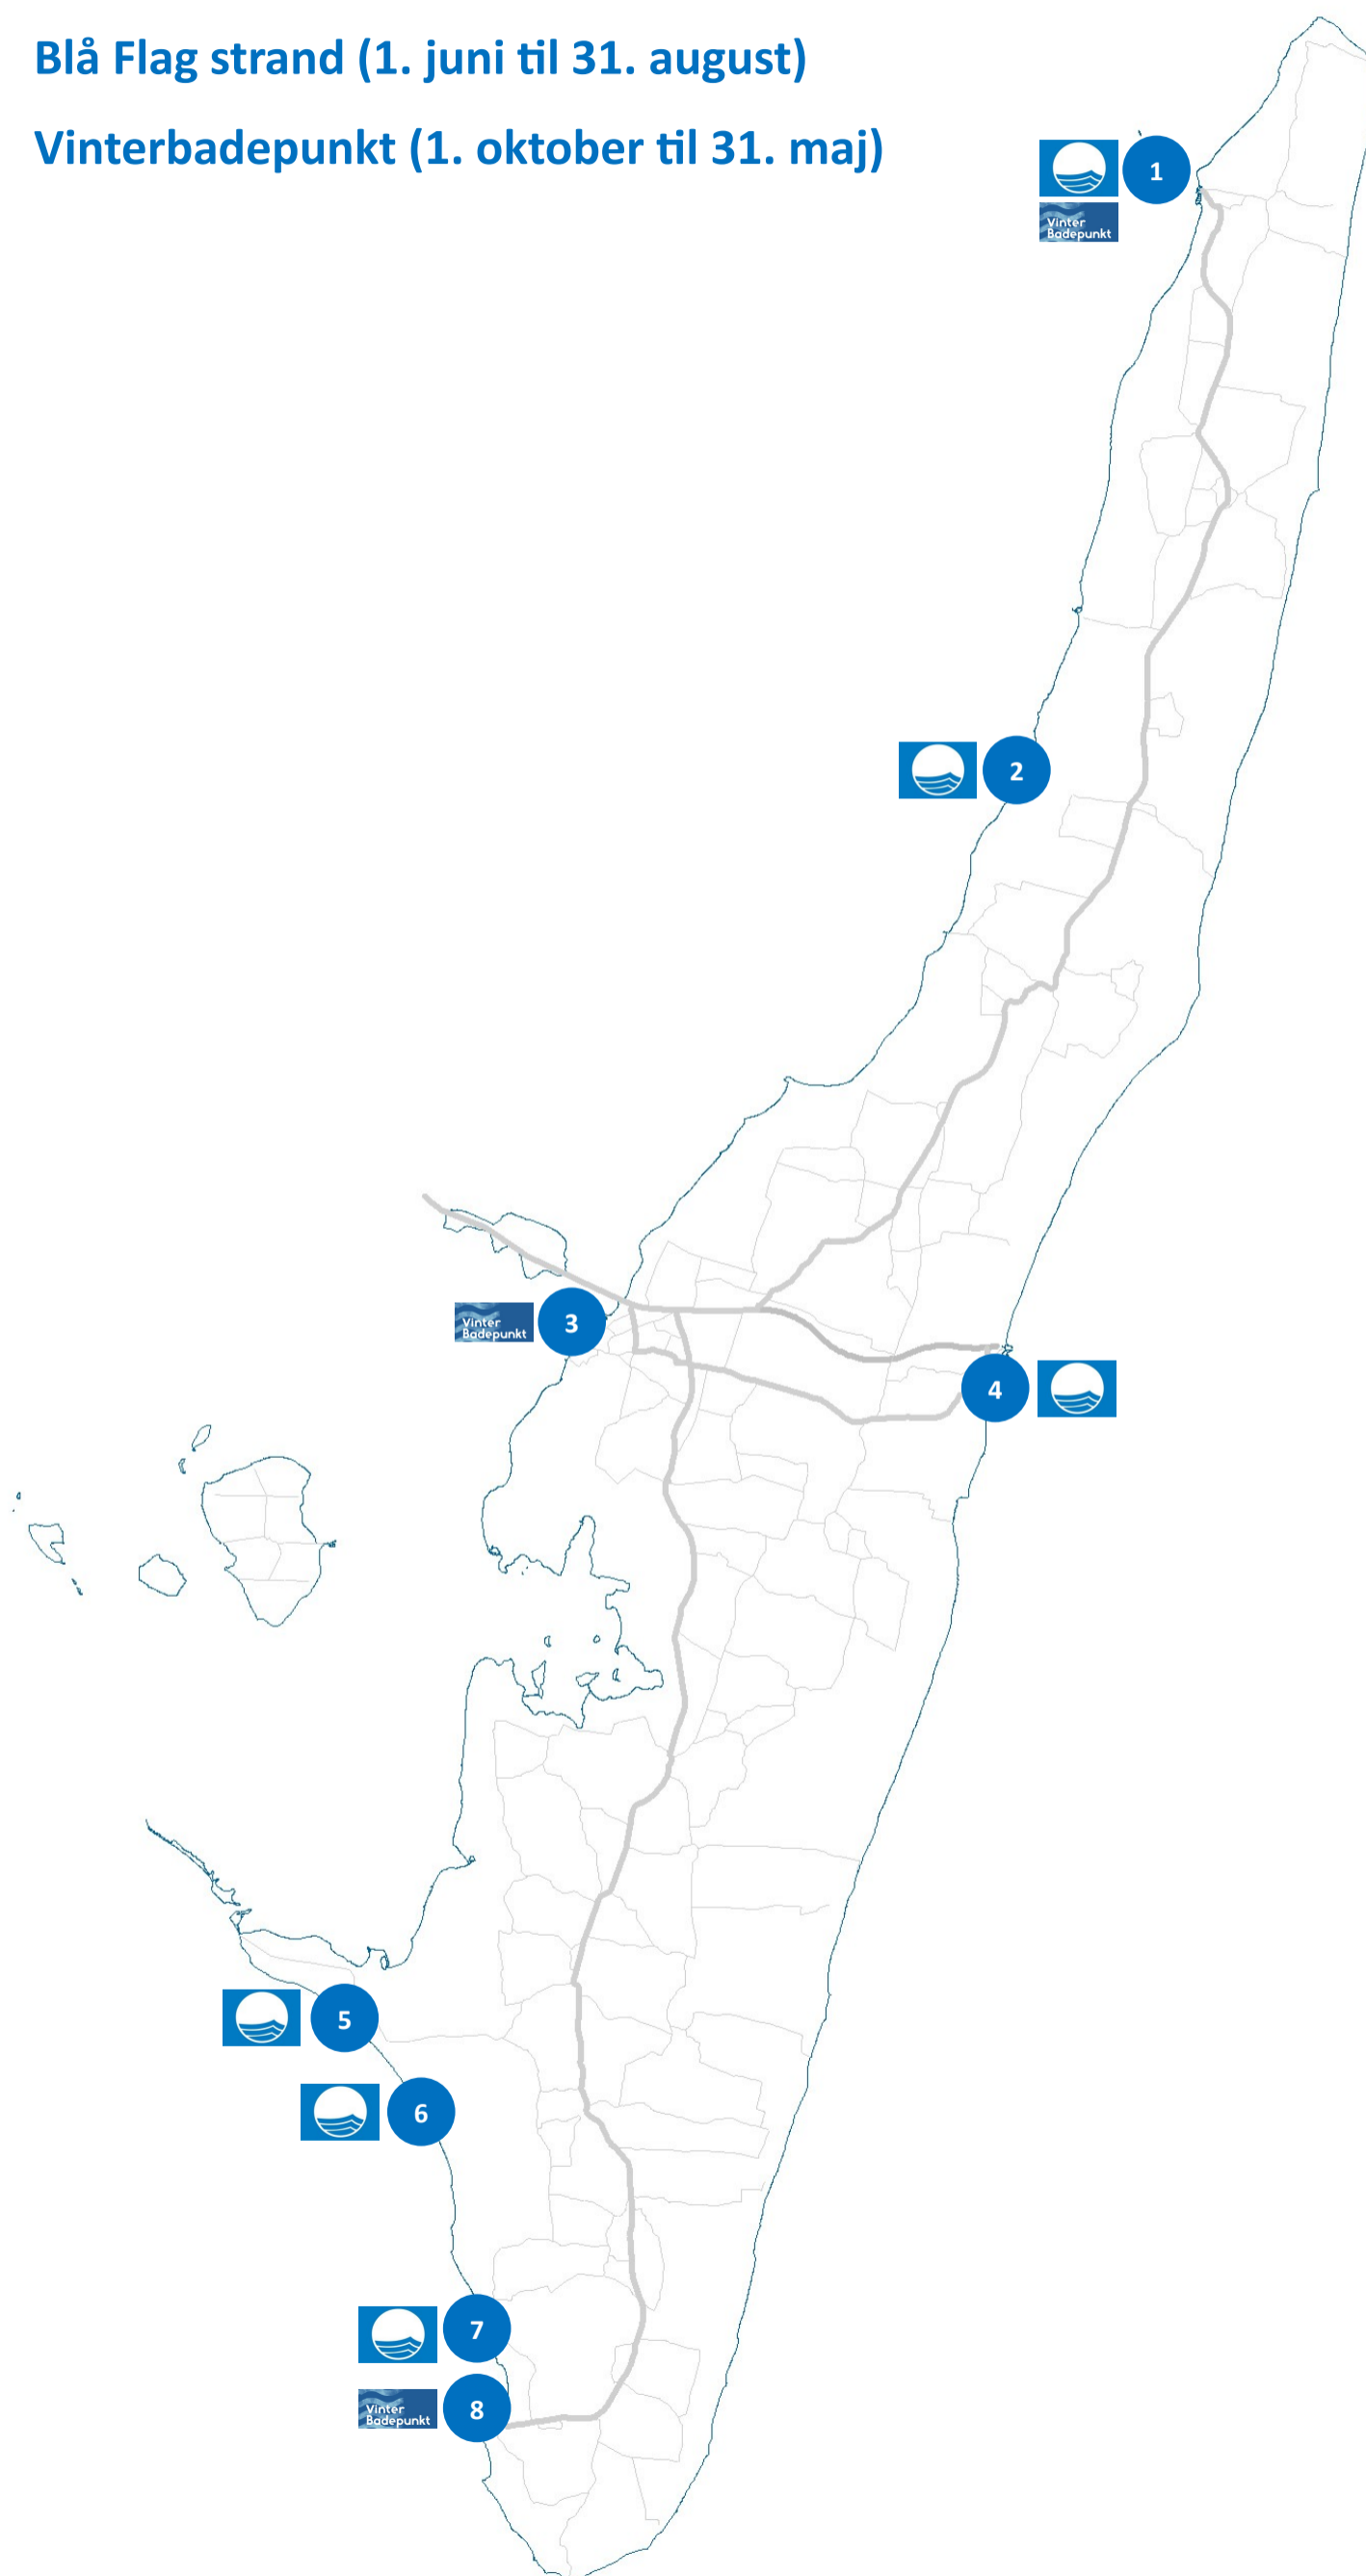 Blå Flag strand (1. juni til 31. august)
Vinterbadepunkt (1. oktober til 31. maj)
1
Vinter
Badepunkt
2
Vinter
Badepunkt
3
4
5
6
7
8
Vinter
Badepunkt